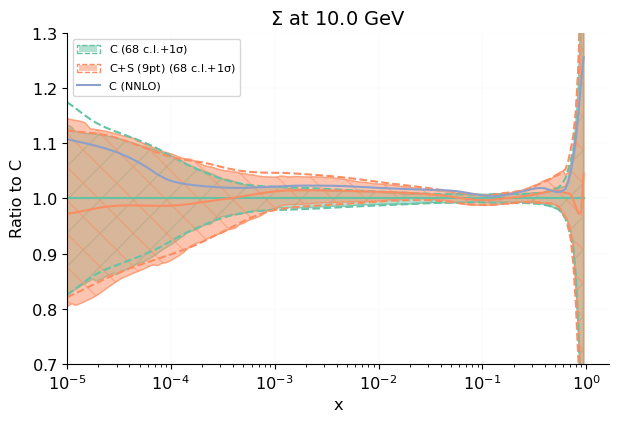 Σ at 10.0 GeV
C (68 c.l.+1σ)
C+S (9pt) (68 c.l.+1σ)
C (NNLO)
Ratio to C
1.3
1.2
1.1
1.0
0.9
0.8
0.7
10⁻⁵ 10⁻⁴ 10⁻³ 10⁻² 10⁻¹ 10⁰
x